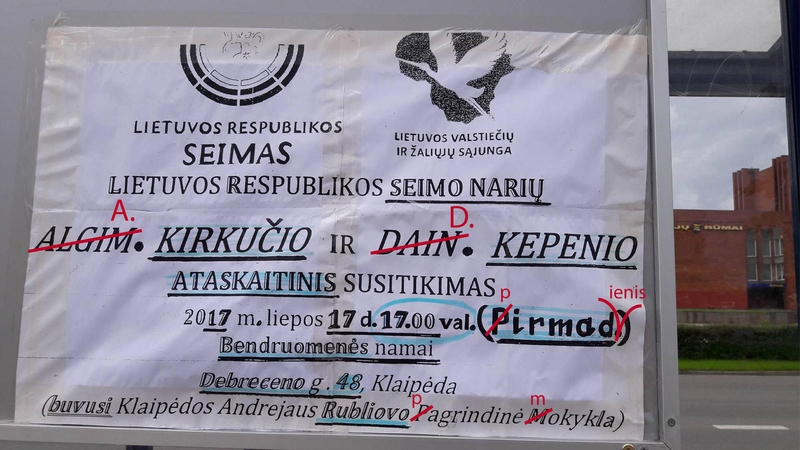 LIETUVOS RESPUBLIKOS
SEIMAS
LIETUVOS VALSTIEČIŲ
IR ŽALIŲJŲ SĄJUNGA
LIETUVOS RESPUBLIKOS SEIMO NARIŲ
A. D.
ALGIM. KIRKUČIO IR DAIN. KEPENIO
ATASKAITINIS SUSITIKIMAS
p ienis
2017 m. liepos 17 d. 17.00 val. (Pirmad)
Bendruomenės namai
Debreceno g. 48, Klaipėda
p m
(buvusi Klaipėdos Andrejaus Rubliovo Pagrindinė Mokykla)
RŪMAI